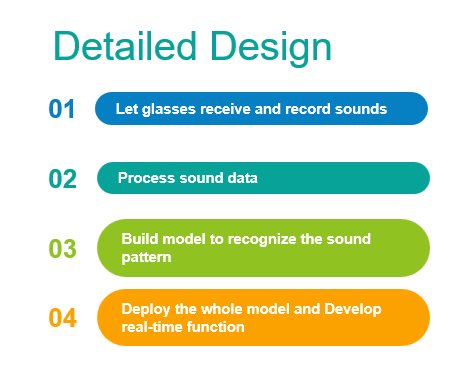 Detailed Design
01 Let glasses receive and record sounds
02 Process sound data
03 Build model to recognize the sound
pattern
04 Deploy the whole model and Develop
real-time function